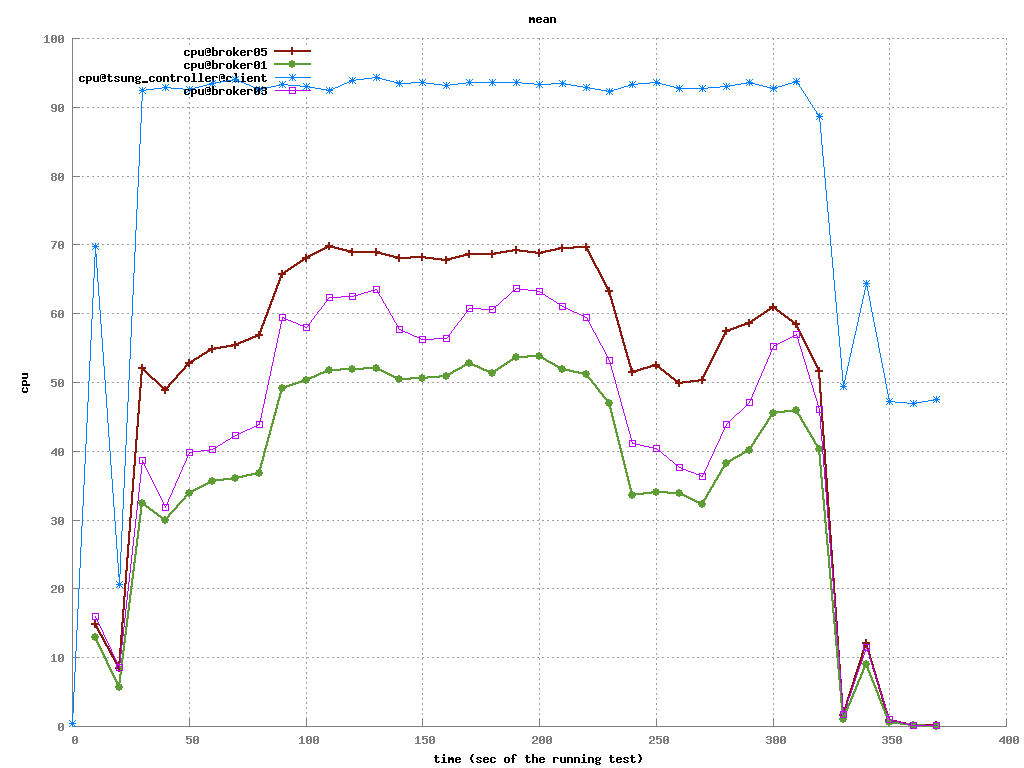 mean
100
90
80
70
60
50
40
30
20
10
0
cpu@broker05
cpu@broker01
cpu@tsung_controller@client
cpu@broker03
cpu
0 50 100 150 200 250 300 350 400
time (sec of the running test)